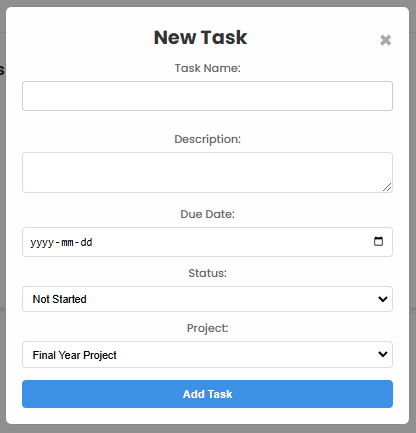 New Task
✖
Task Name:
Description:
Due Date:
yyyy-mm-dd
Status:
Not Started
Project:
Final Year Project
Add Task
s